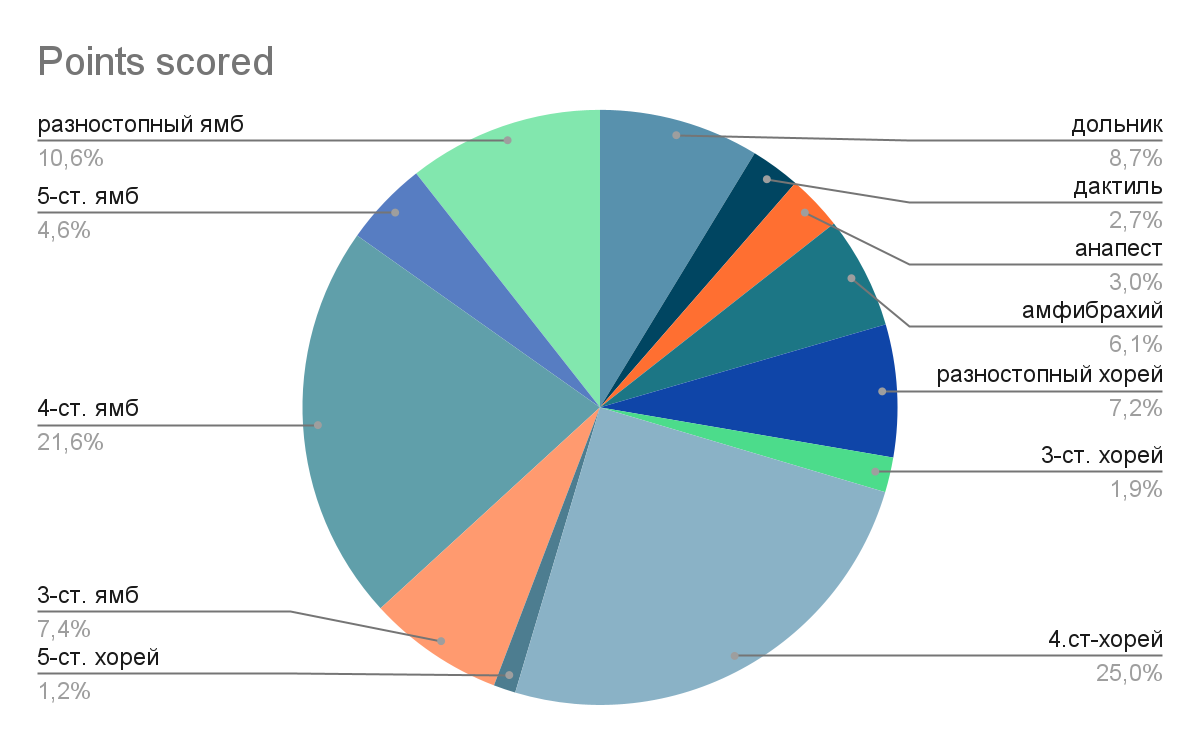 Points scored
разностопный ямб
10,6%
5-ст. ямб
4,6%
4-ст. ямб
21,6%
3-ст. ямб
7,4%
5-ст. хорей
1,2%
дольник
8,7%
дактиль
2,7%
анапест
3,0%
амфибрахий
6,1%
разностопный хорей
7,2%
3-ст. хорей
1,9%
4.ст-хорей
25,0%